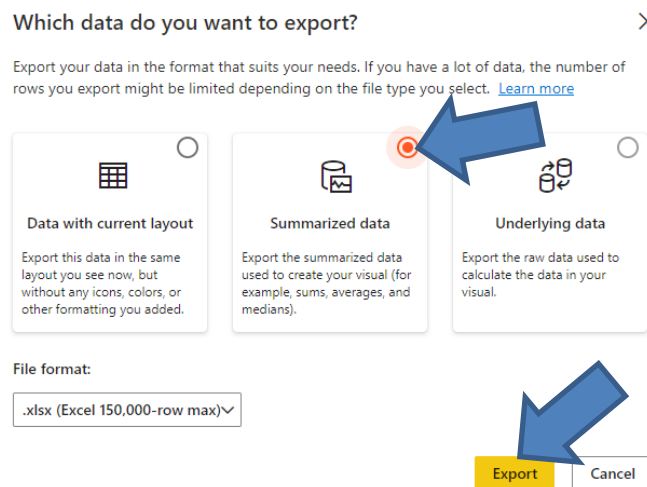 Which data do you want to export?
Export your data in the format that suits your needs. If you have a lot of data, the number of
rows you export might be limited depending on the file type you select. Learn more
Data with current layout
Export this data in the same
layout you see now, but
without any icons, colors, or
other formatting you added.
Summarized data
Export the summarized data
used to create your visual (for
example, sums, averages, and
medians).
Underlying data
Export the raw data used to
calculate the data in your
visual.
File format:
.xlsx (Excel 150,000-row max)
Export
Cancel